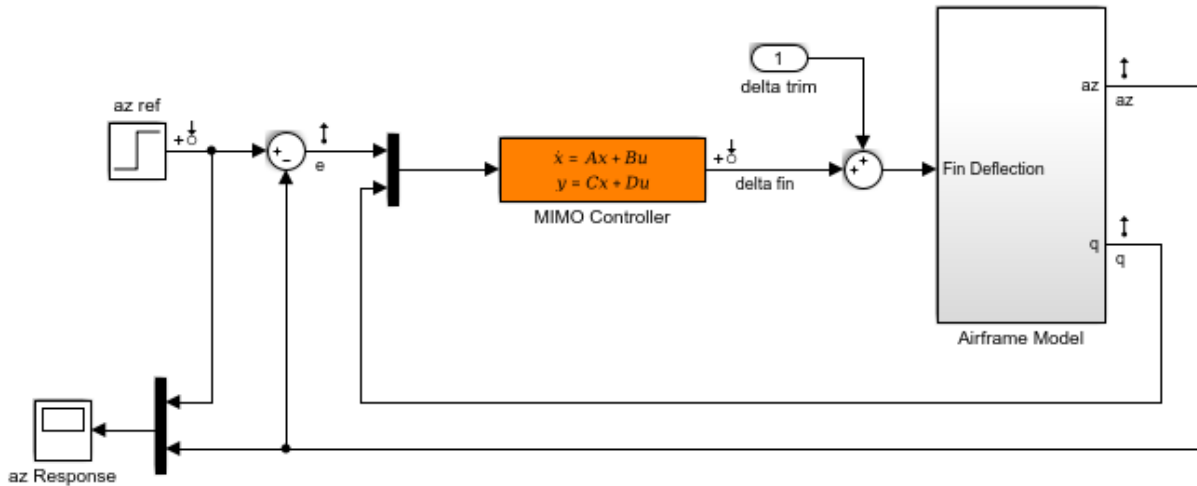 az ref
e
ẋ = Ax + Bu
y = Cx + Du
MIMO Controller
delta fin
1
delta trim
Fin Deflection
az
az
q
q
Airframe Model
az Response